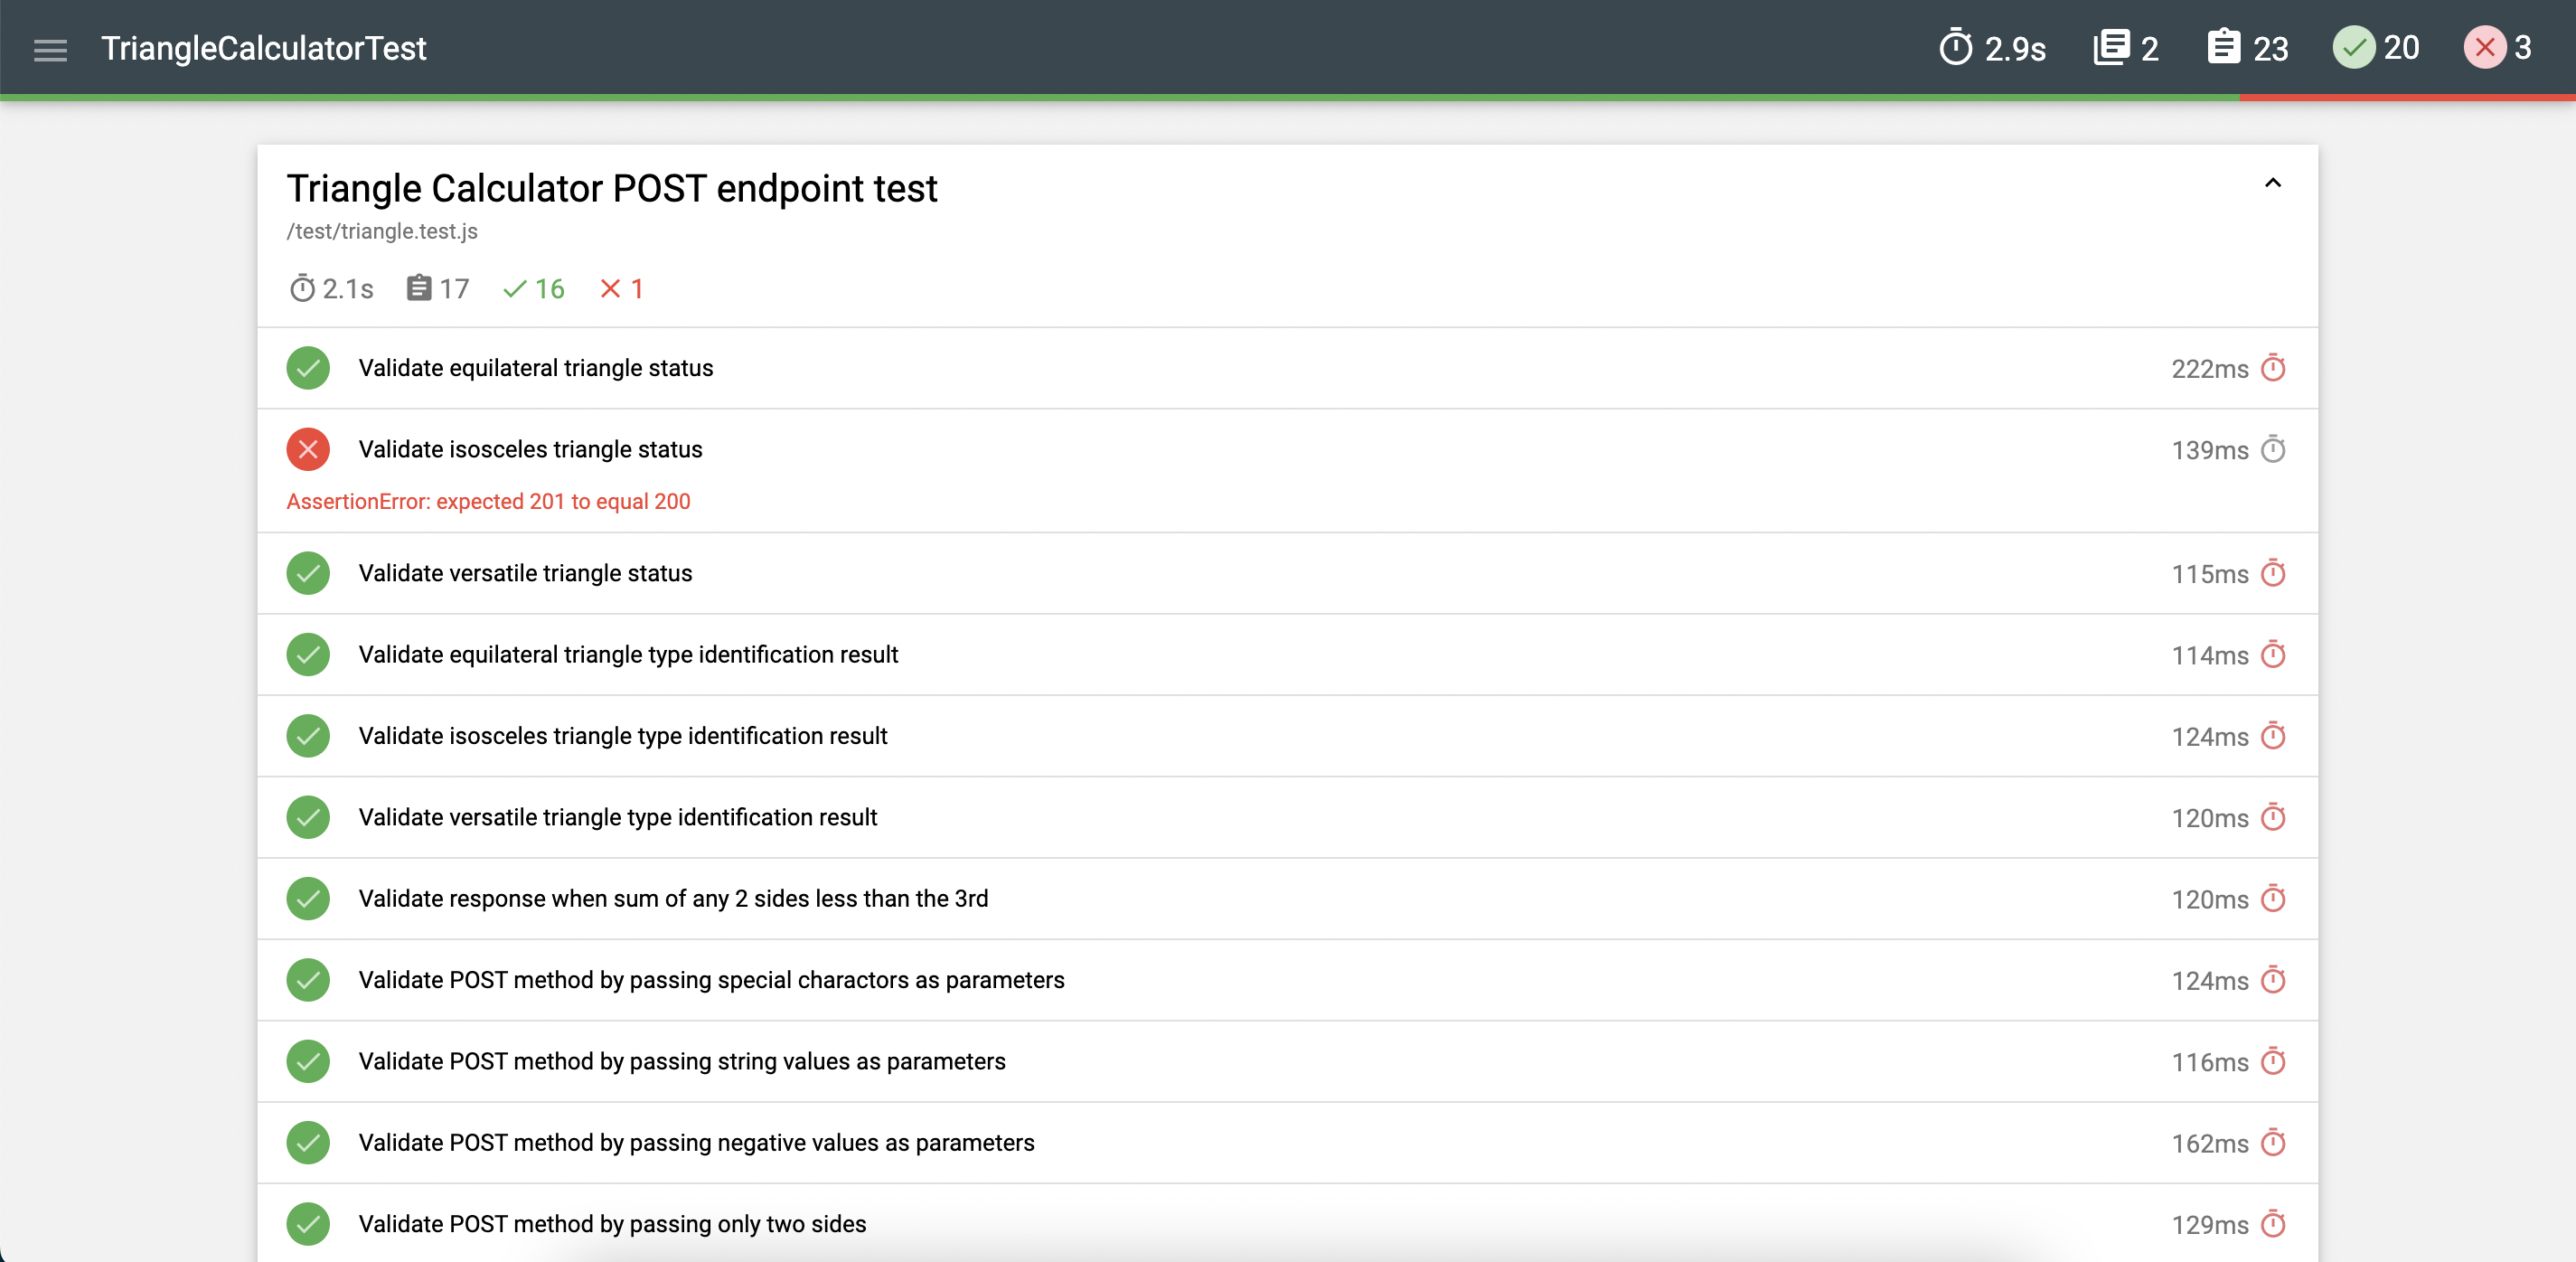 TriangleCalculatorTest 2.9s 2 23 20 3
Triangle Calculator POST endpoint test
/test/triangle.test.js
2.1s 17 16 1
Validate equilateral triangle status 222ms
Validate isosceles triangle status 139ms
AssertionError: expected 201 to equal 200
Validate versatile triangle status 115ms
Validate equilateral triangle type identification result 114ms
Validate isosceles triangle type identification result 124ms
Validate versatile triangle type identification result 120ms
Validate response when sum of any 2 sides less than the 3rd 120ms
Validate POST method by passing special charactors as parameters 124ms
Validate POST method by passing string values as parameters 116ms
Validate POST method by passing negative values as parameters 162ms
Validate POST method by passing only two sides 129ms